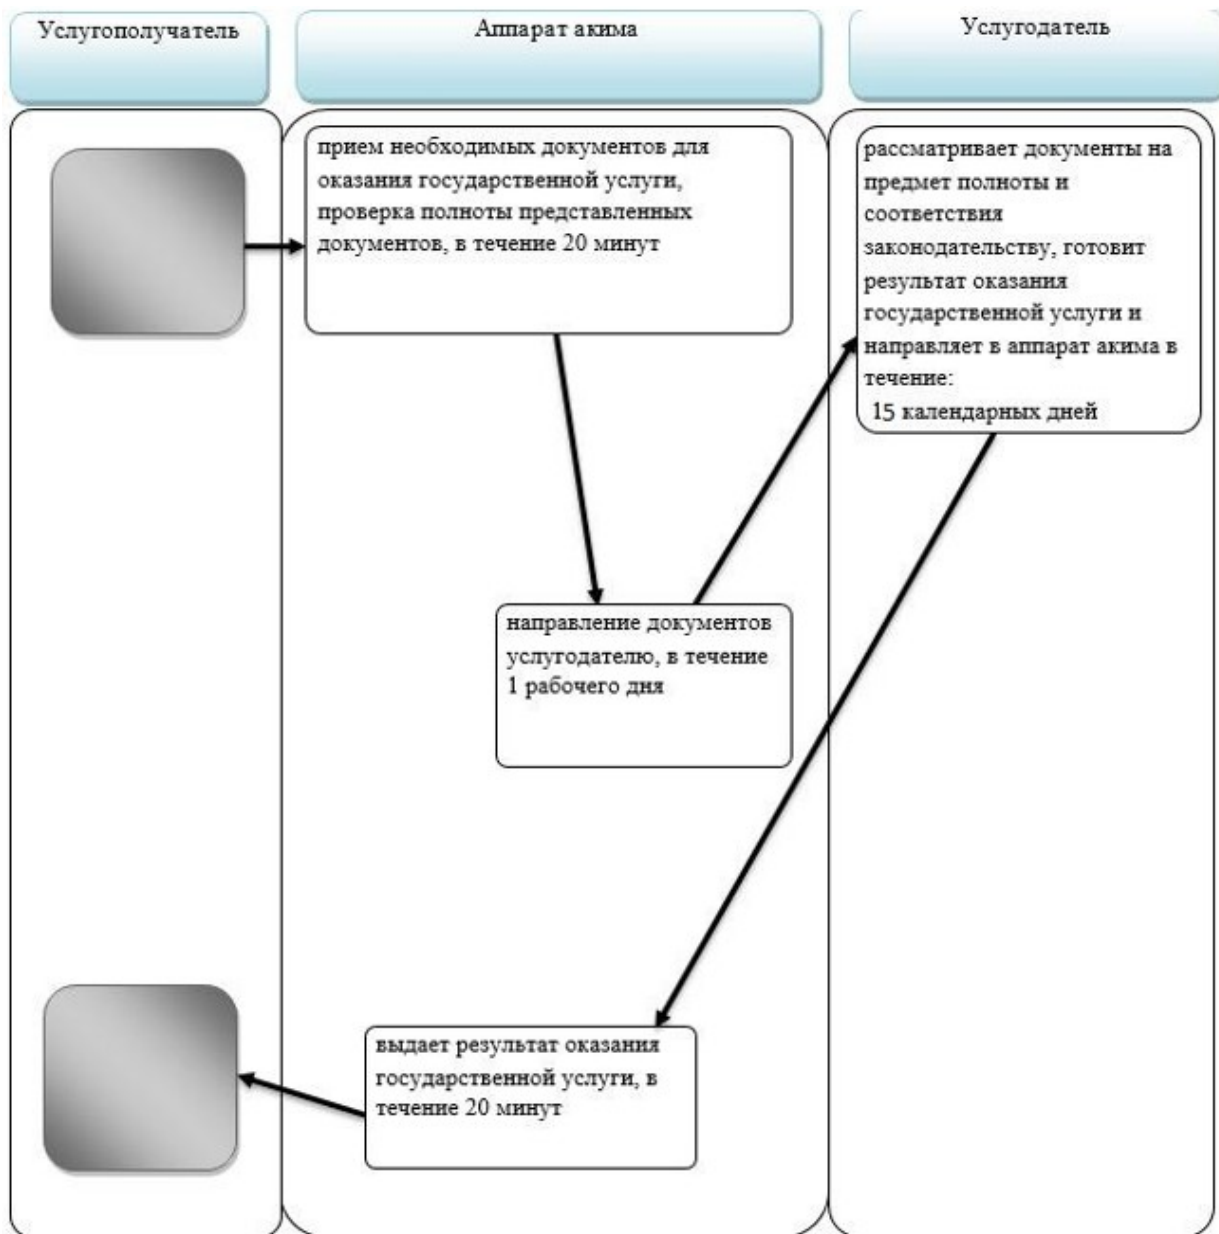 Услугополучатель
Аппарат акима
Услугодатель
прием необходимых документов для
оказания государственной услуги,
проверка полноты представленных
документов, в течение 20 минут
рассматривает документы на
предмет полноты и
соответствия
законодательству, готовит
результат оказания
государственной услуги и
направляет в аппарат акима в
течение:
15 календарных дней
направление документов
услугодателю, в течение
1 рабочего дня
выдает результат оказания
государственной услуги, в
течение 20 минут